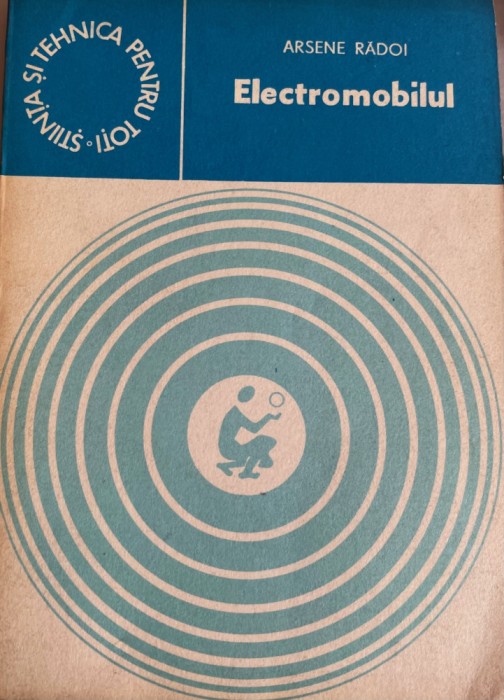 ȘTIINȚA ȘI TEHNICA PENTRU TOȚI
ARSENE RĂDOI
Electromobilul